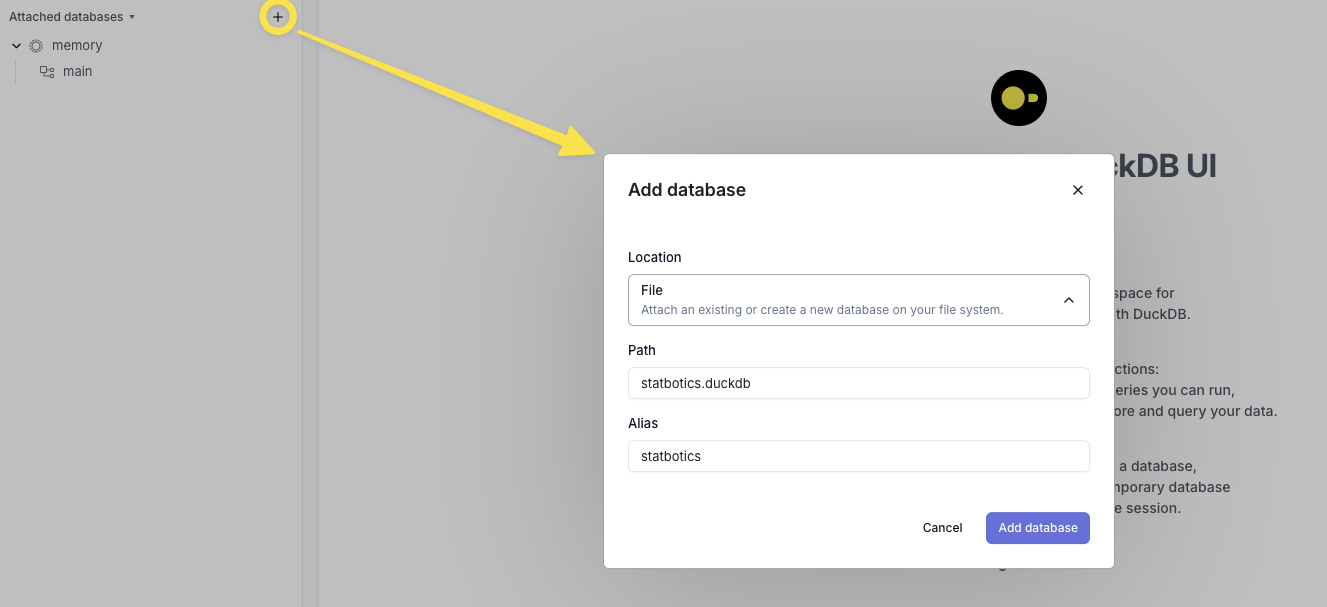 Attached databases
memory
main
ckDB UI
Add database
Location
File
Attach an existing or create a new database on your file system.
Path
statbotics.duckdb
Alias
statbotics
Cancel
Add database
space for
th DuckDB.
ctions:
eries you can run,
ore and query your data.
a database,
mporary database
e session.